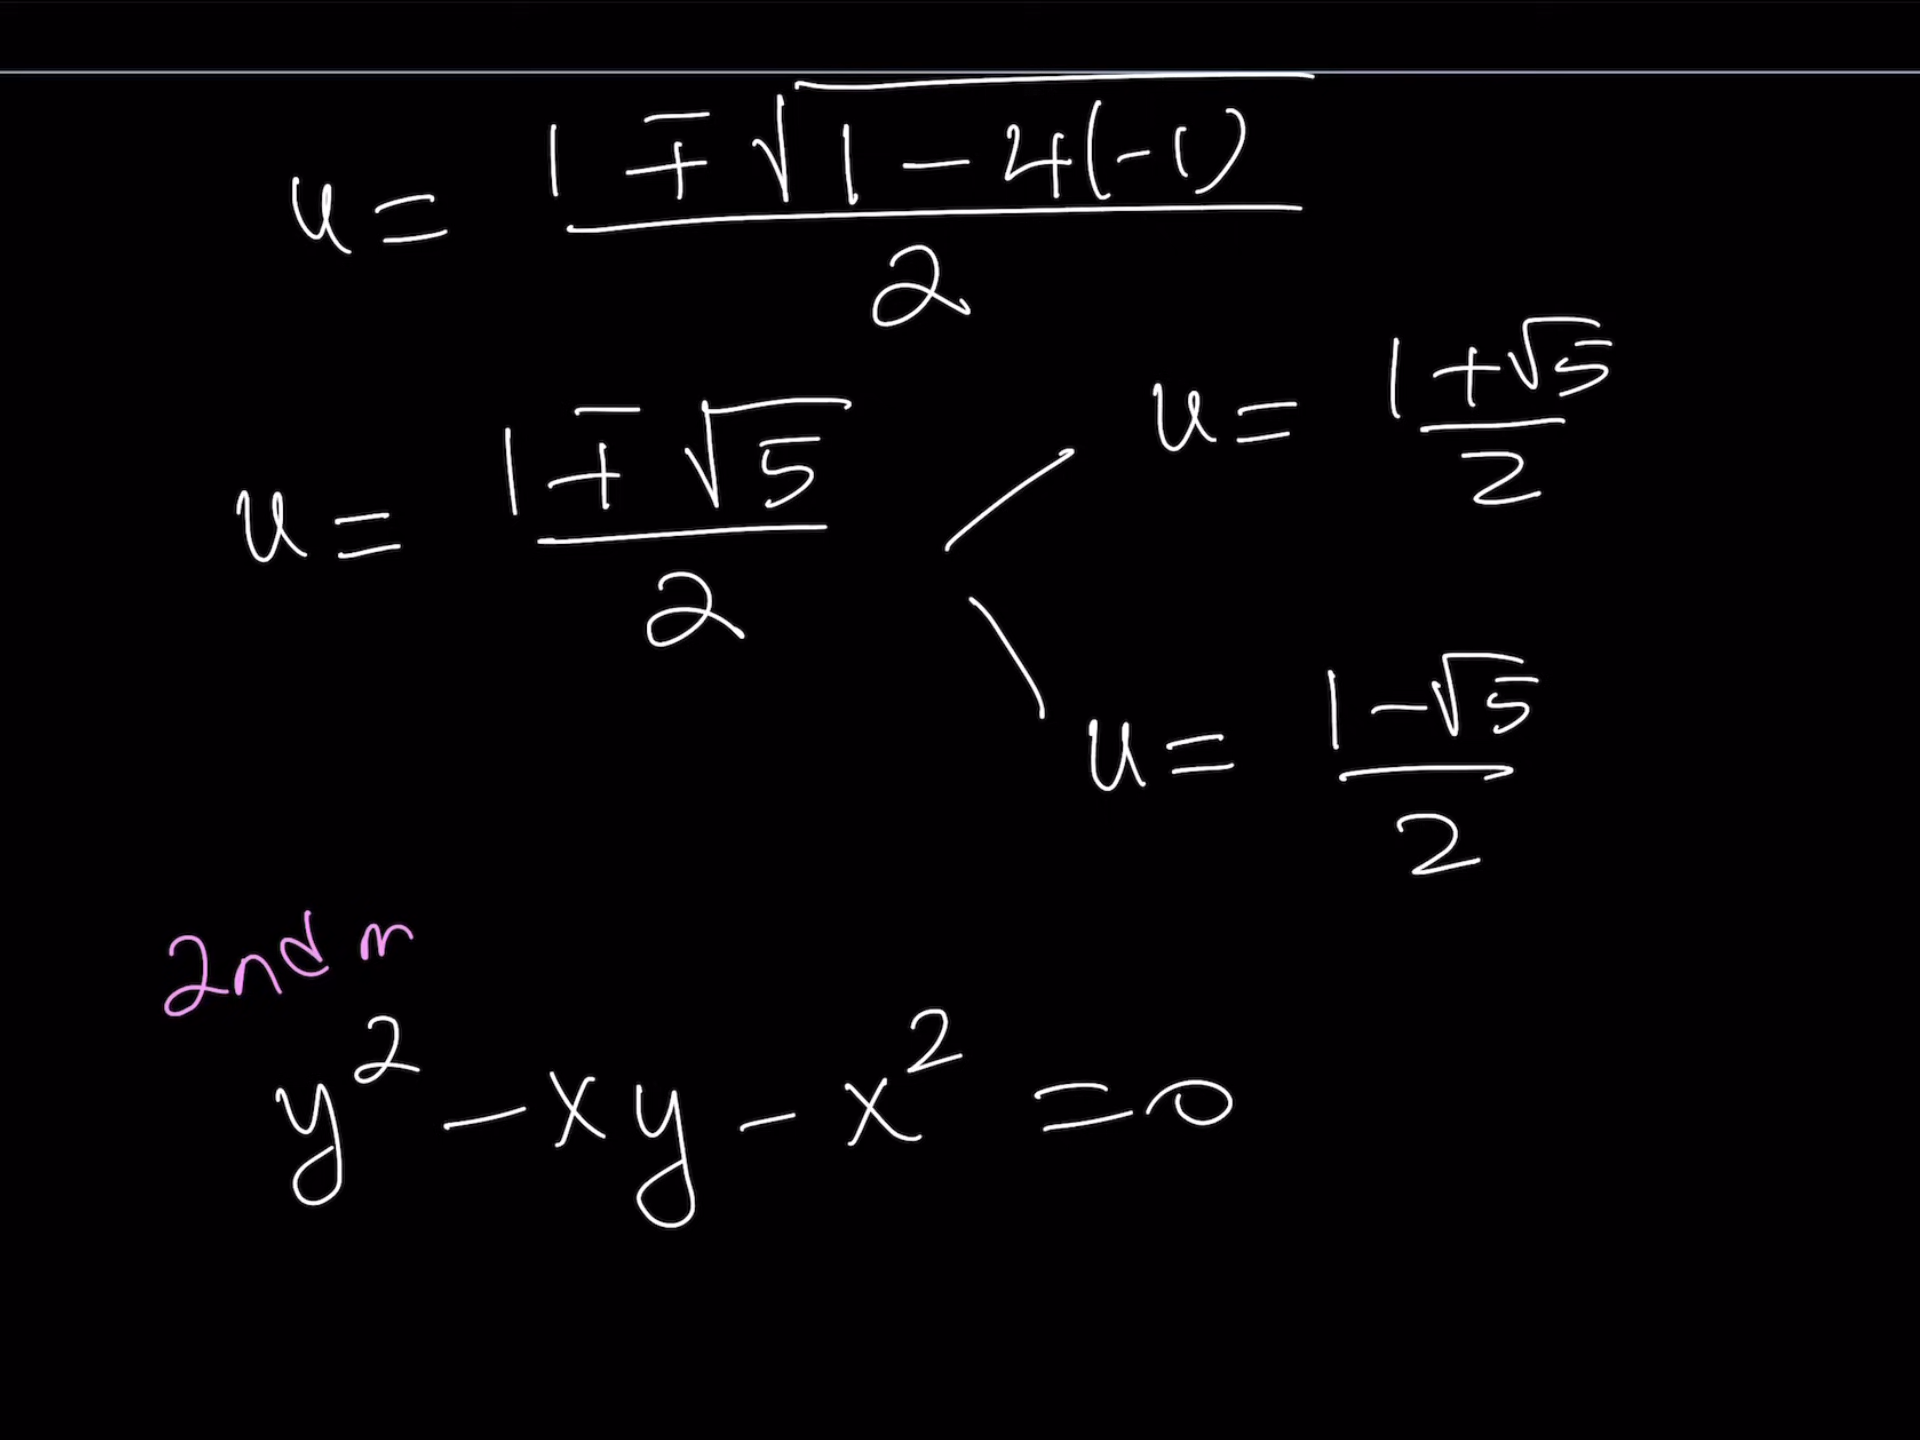 u = (1 ∓ √(1 - 4(-1))) / 2
u = (1 ∓ √5) / 2
u = (1 + √5) / 2
u = (1 - √5) / 2
2nd m
y² - xy - x² = 0